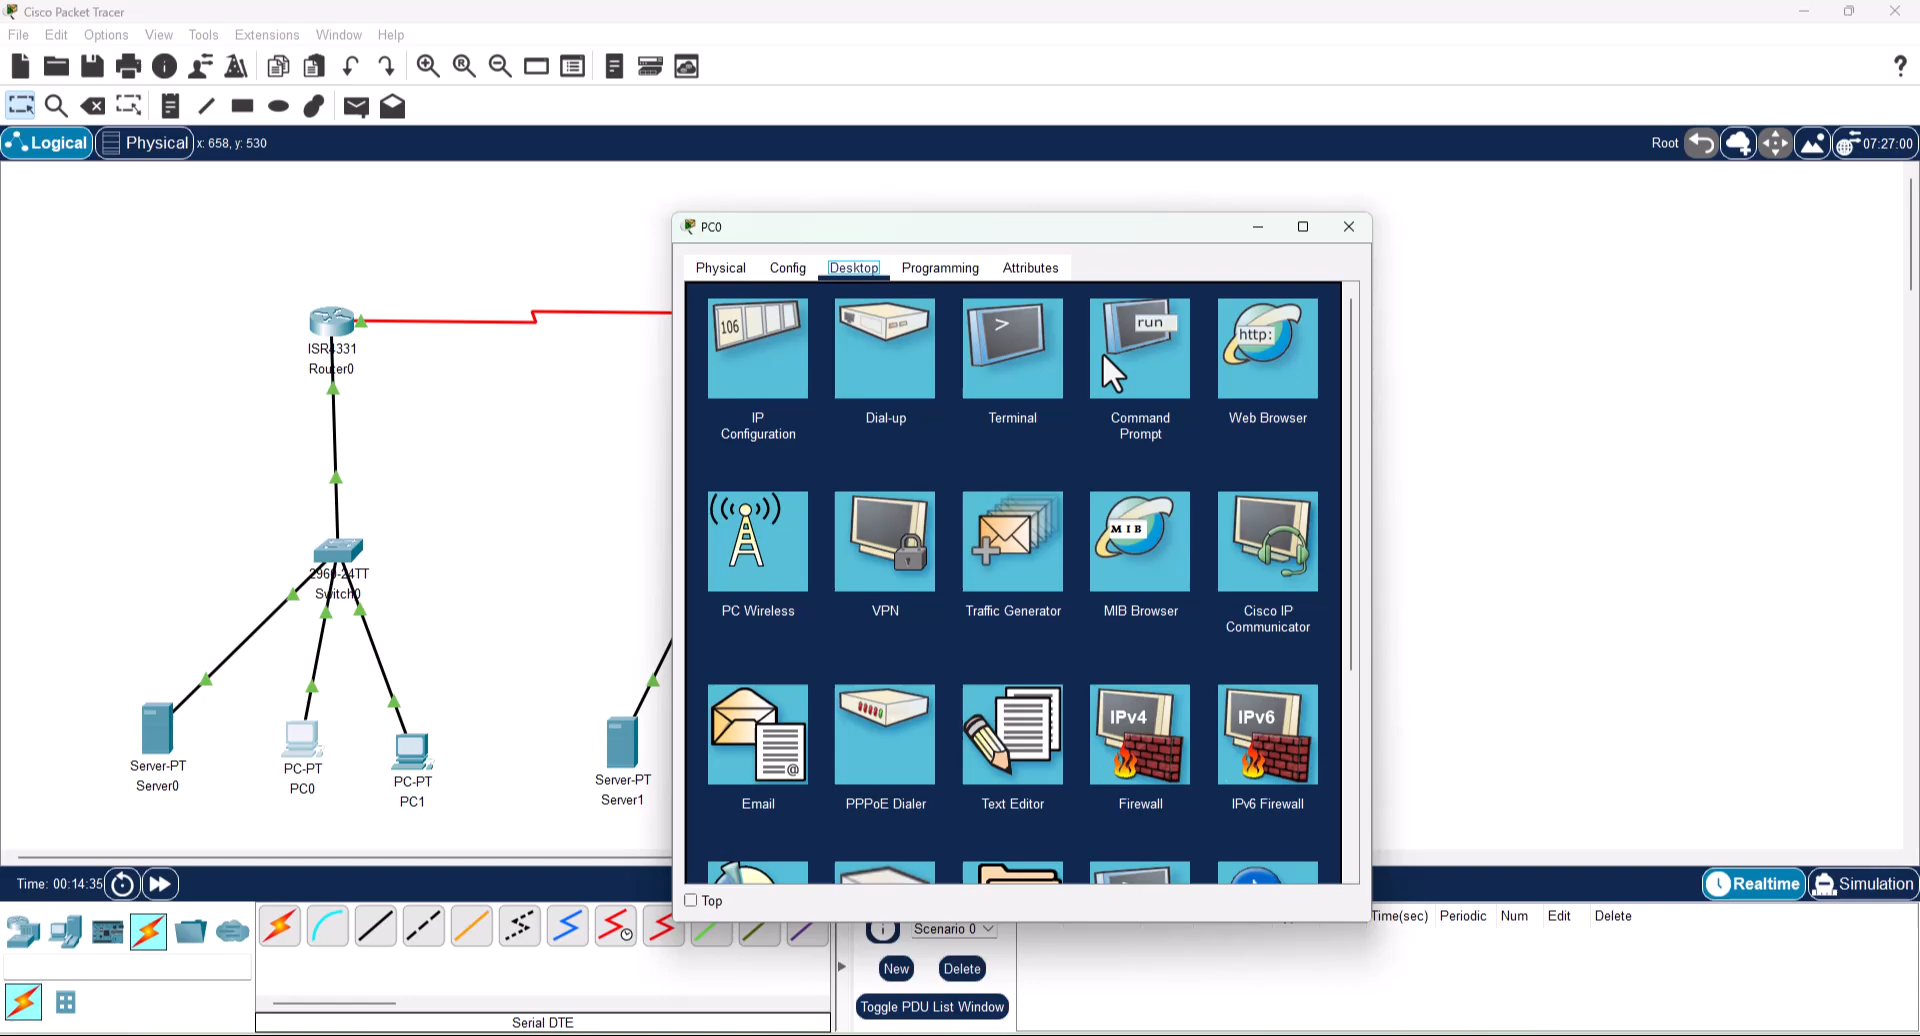 Cisco Packet Tracer
File Edit Options View Tools Extensions Window Help
Logical Physical x: 658, y: 530 Root 07:27:00
PC0
Physical Config Desktop Programming Attributes
106 > run http:
IP Configuration
Dial-up
Terminal
Command Prompt
Web Browser
MIB
PC Wireless
VPN
Traffic Generator
MIB Browser
Cisco IP Communicator
@ IPv4 IPv6
Email
PPPoE Dialer
Text Editor
Firewall
IPv6 Firewall
Top
ISR4331
Router0
2960-24TT
Switch0
Server-PT
Server0
PC-PT
PC0
PC-PT
PC1
Server-PT
Server1
Time: 00:14:35 Realtime Simulation
Scenario 0
New Delete
Toggle PDU List Window
Time(sec) Periodic Num Edit Delete
Serial DTE